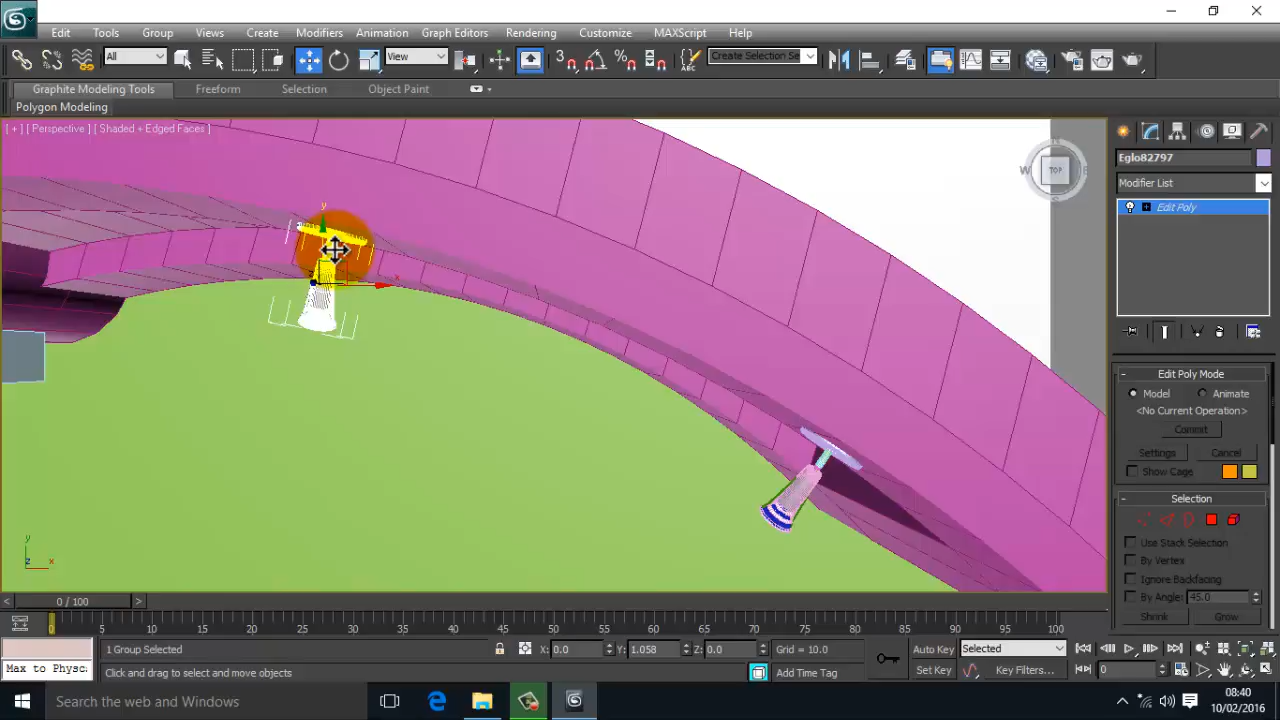 Edit Tools Group Views Create Modifiers Animation Graph Editors Rendering Customize MAXScript Help
All View 3 Create Selection Se
Graphite Modeling Tools Freeform Selection Object Paint
Polygon Modeling
[ + ] [ Perspective ] [ Shaded + Edged Faces ]
TOP
W
Eglo82797
Modifier List
Edit Poly
y
x
z
Edit Poly Mode
Model Animate
<No Current Operation>
Commit
Settings Cancel
Show Cage
Selection
Use Stack Selection
By Vertex
Ignore Backfacing
By Angle: 45.0
Shrink Grow
y
z x
< 0 / 100 >
0 5 10 15 20 25 30 35 40 45 50 55 60 65 70 75 80 85 90 95 100
1 Group Selected X: 0.0 Y: 1.058 Z: 0.0 Grid = 10.0 Auto Key Selected
Max to Physc. Click and drag to select and move objects Add Time Tag Set Key Key Filters... 0
Search the web and Windows
08:40
10/02/2016